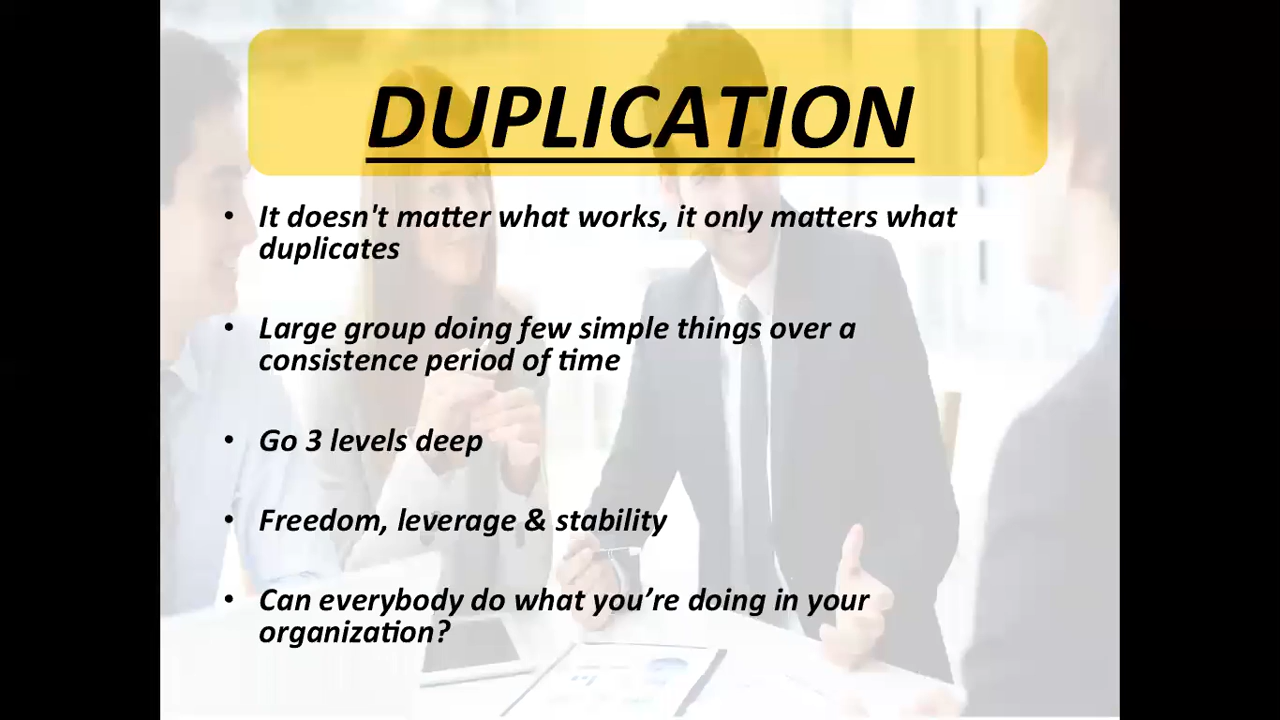 DUPLICATION
• It doesn't matter what works, it only matters what
duplicates
• Large group doing few simple things over a
consistence period of time
• Go 3 levels deep
• Freedom, leverage & stability
• Can everybody do what you’re doing in your
organization?